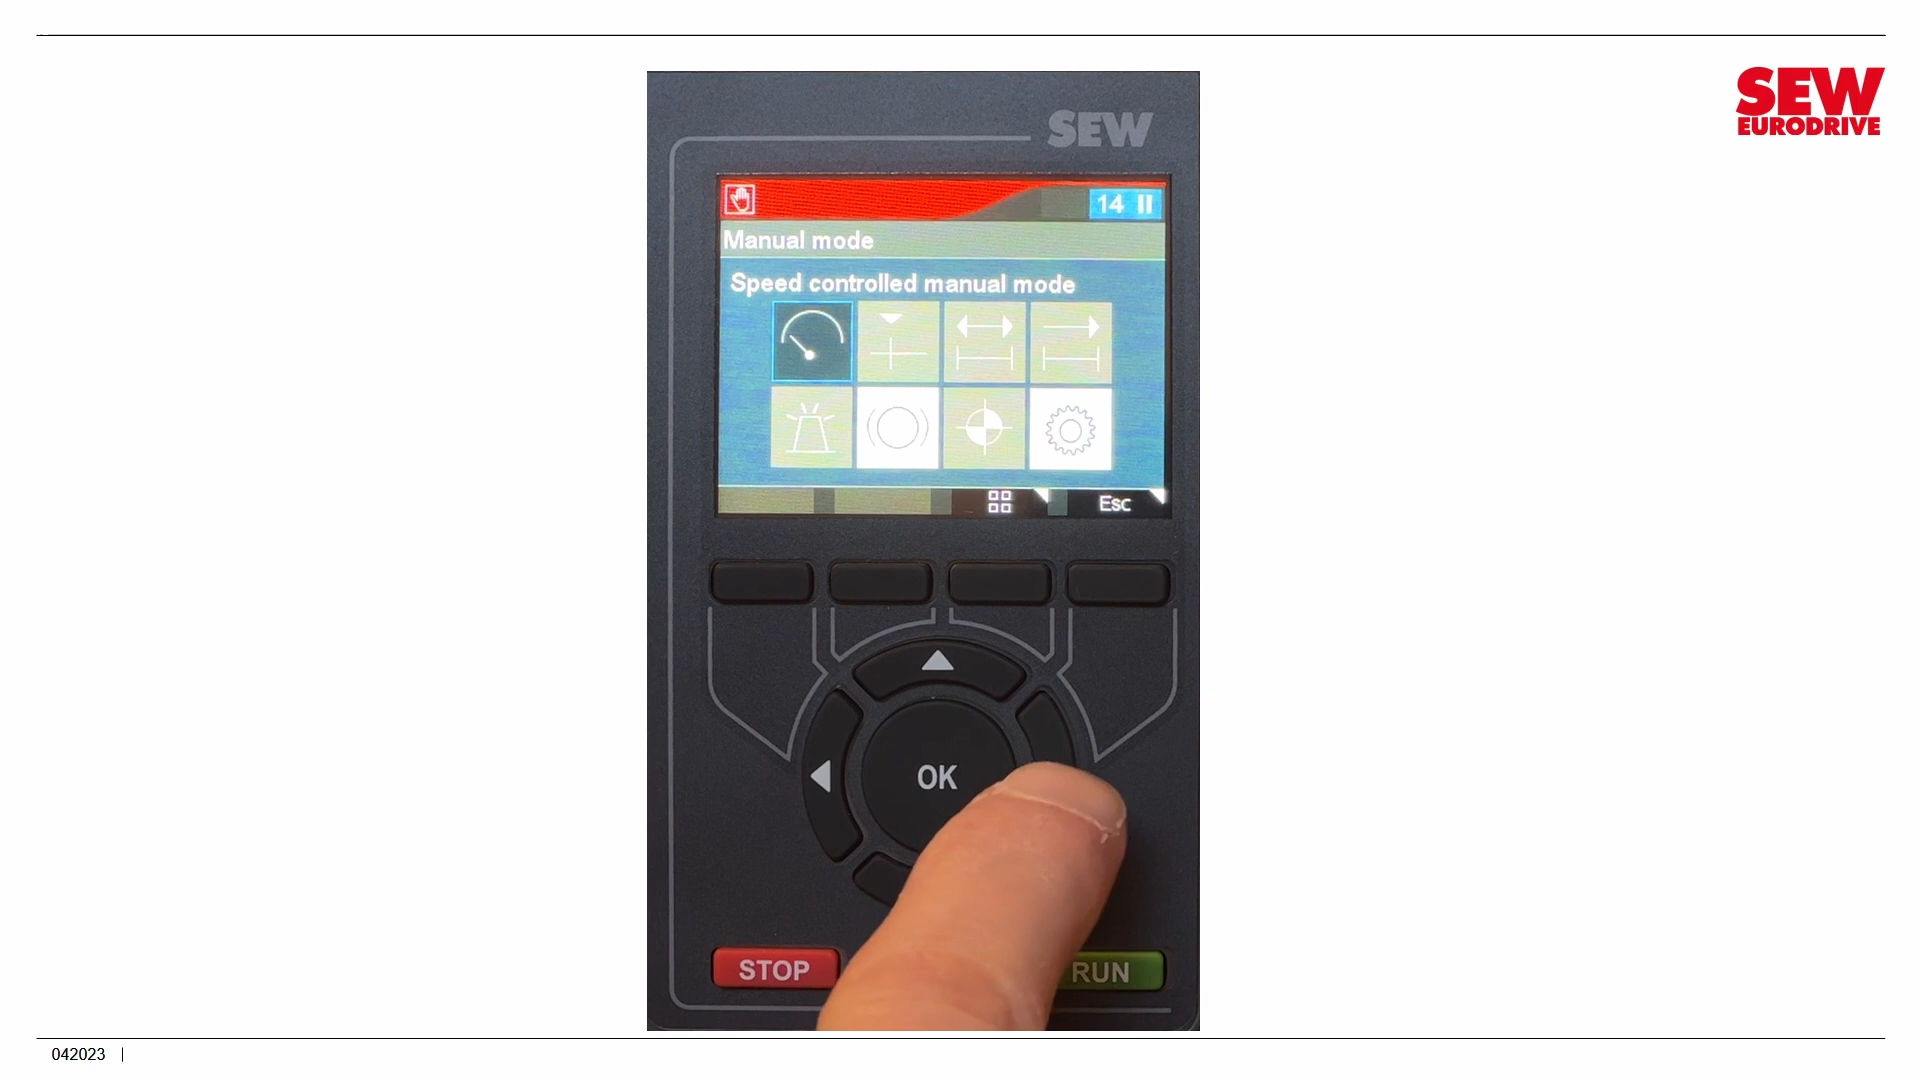 SEW
EURODRIVE
SEW
14 II
Manual mode
Speed controlled manual mode
Esc
OK
STOP
RUN
042023 |